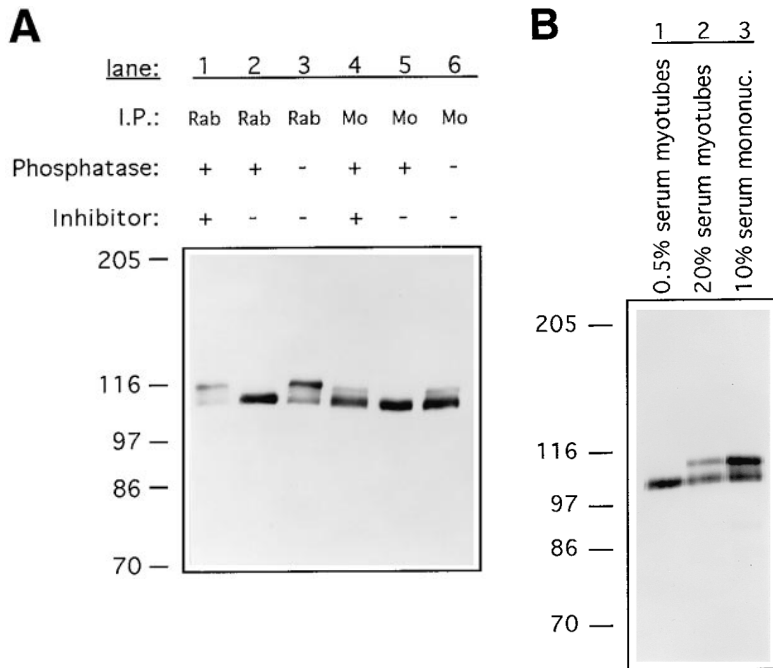 A
lane: 1 2 3 4 5 6
I.P.: Rab Rab Rab Mo Mo Mo
Phosphatase: + + - + + -
Inhibitor: + - - + - -
205
116
97
86
70
B
1 2 3
0.5% serum myotubes
20% serum myotubes
10% serum mononuc.
205
116
97
86
70